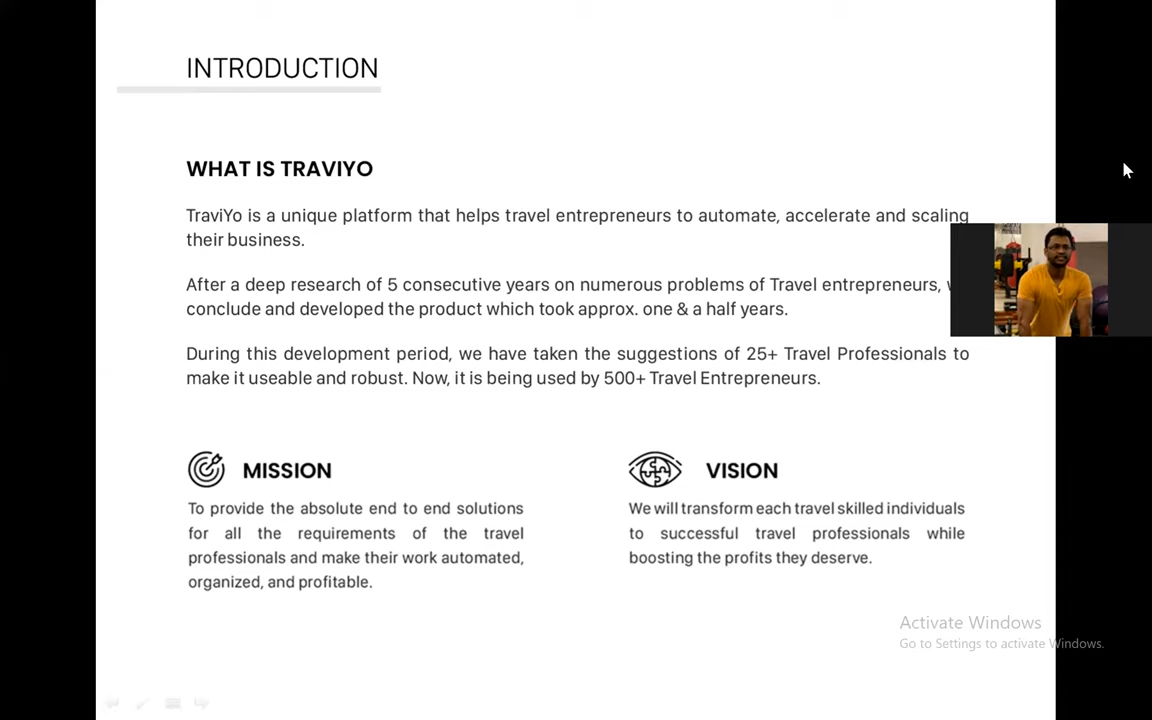 INTRODUCTION
WHAT IS TRAVIYO
TraviYo is a unique platform that helps travel entrepreneurs to automate, accelerate and scaling
their business.
After a deep research of 5 consecutive years on numerous problems of Travel entrepreneurs,
conclude and developed the product which took approx. one & a half years.
During this development period, we have taken the suggestions of 25+ Travel Professionals to
make it useable and robust. Now, it is being used by 500+ Travel Entrepreneurs.
MISSION
To provide the absolute end to end solutions
for all the requirements of the travel
professionals and make their work automated,
organized, and profitable.
VISION
We will transform each travel skilled individuals
to successful travel professionals while
boosting the profits they deserve.
Activate Windows
Go to Settings to activate Windows.